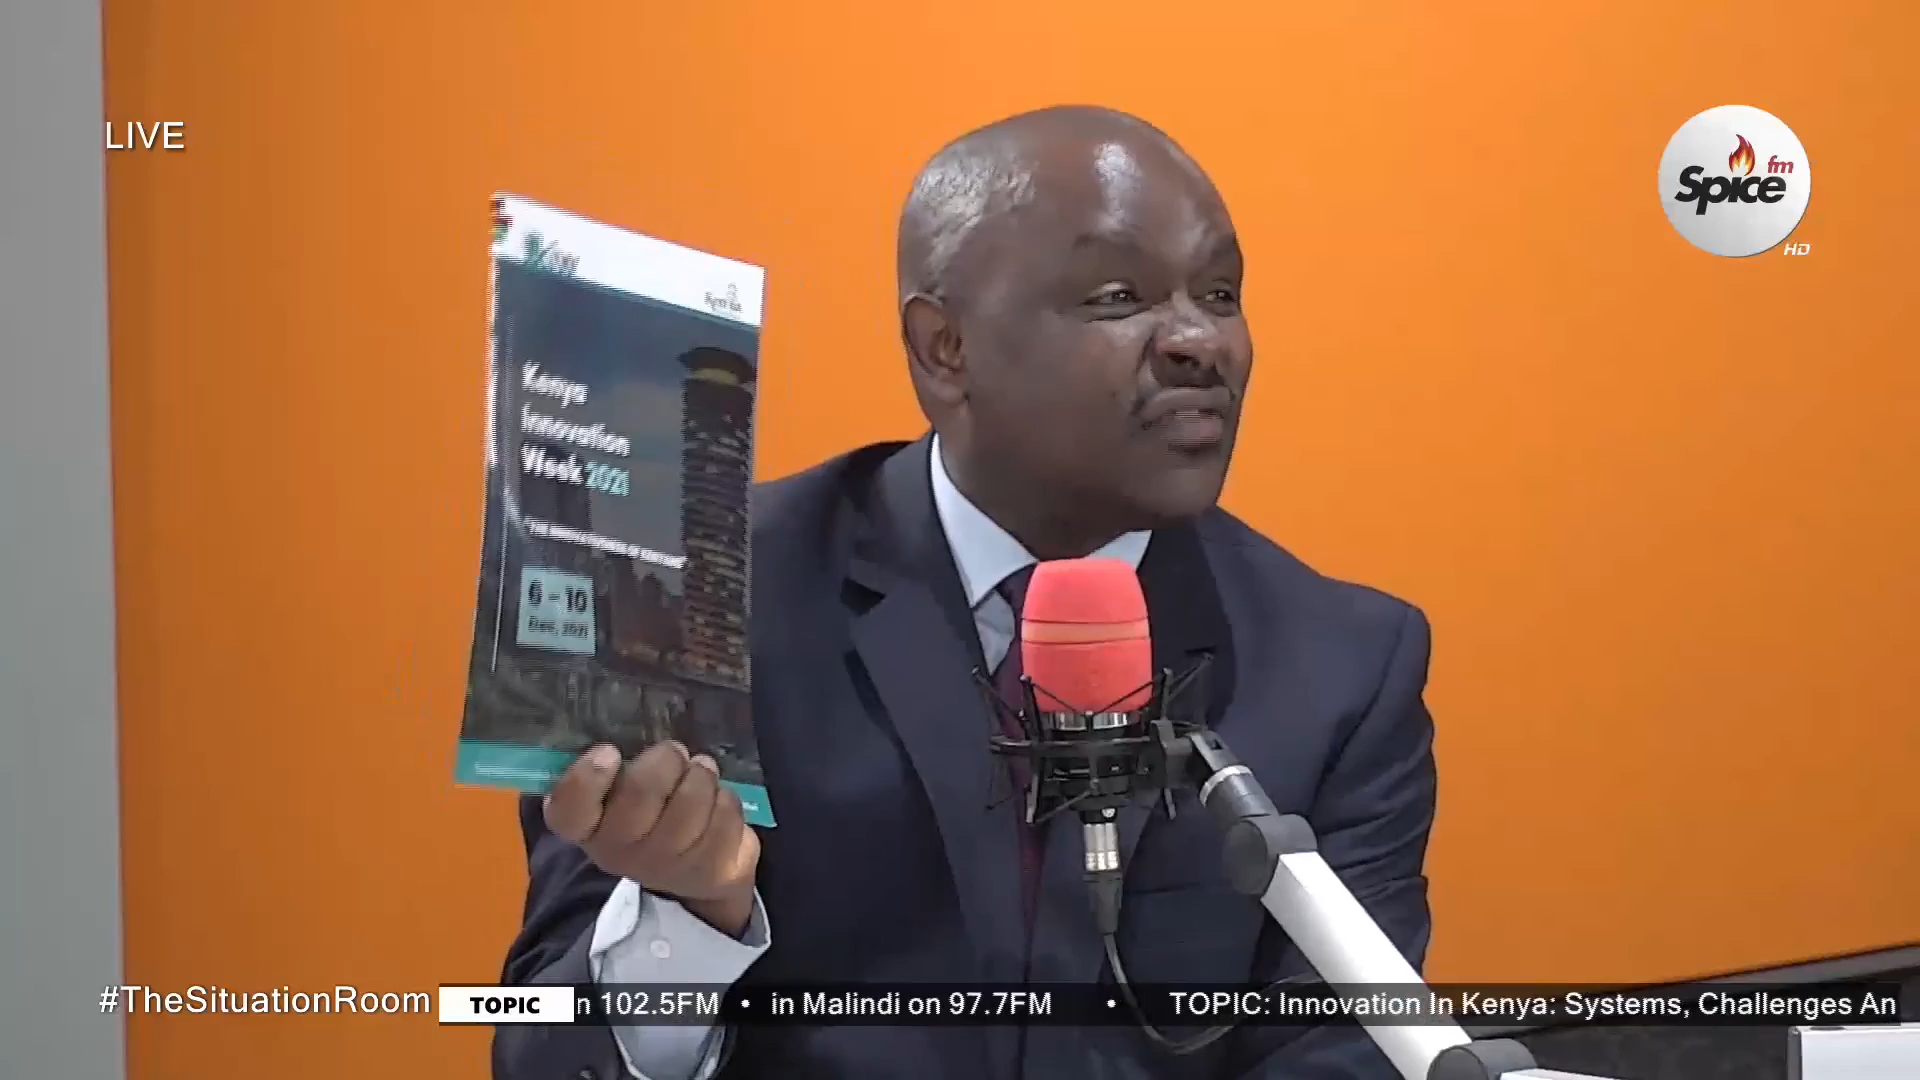 LIVE
Spice fm
HD
Kenya
Innovation
Week 2021
6 - 10
Dec, 2021
#TheSituationRoom
TOPIC
n 102.5FM • in Malindi on 97.7FM • TOPIC: Innovation In Kenya: Systems, Challenges An